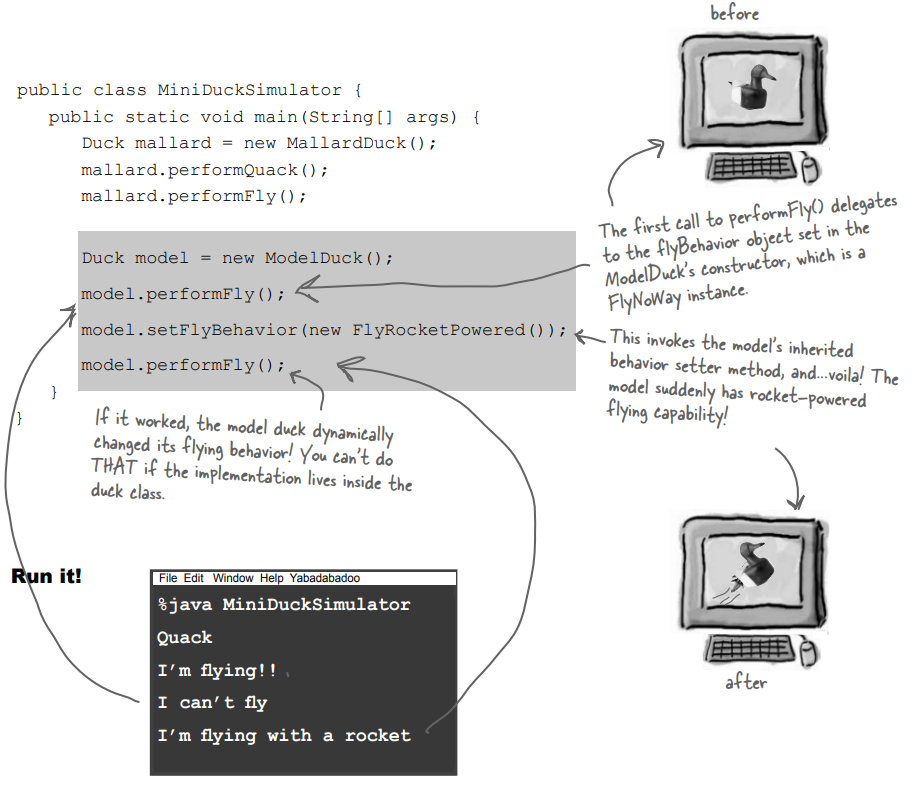 before
public class MiniDuckSimulator {
public static void main(String[] args) {
Duck mallard = new MallardDuck();
mallard.performQuack();
mallard.performFly();
Duck model = new ModelDuck();
model.performFly();
model.setFlyBehavior(new FlyRocketPowered());
model.performFly();
}
}
The first call to performFly() delegates
to the flyBehavior object set in the
ModelDuck's constructor, which is a
FlyNoWay instance.
This invokes the model's inherited
behavior setter method, and...voila! The
model suddenly has rocket-powered
flying capability!
If it worked, the model duck dynamically
changed its flying behavior! You can't do
THAT if the implementation lives inside the
duck class.
Run it!
File Edit Window Help Yabadabadoo
%java MiniDuckSimulator
Quack
I'm flying!!
I can't fly
I'm flying with a rocket
after